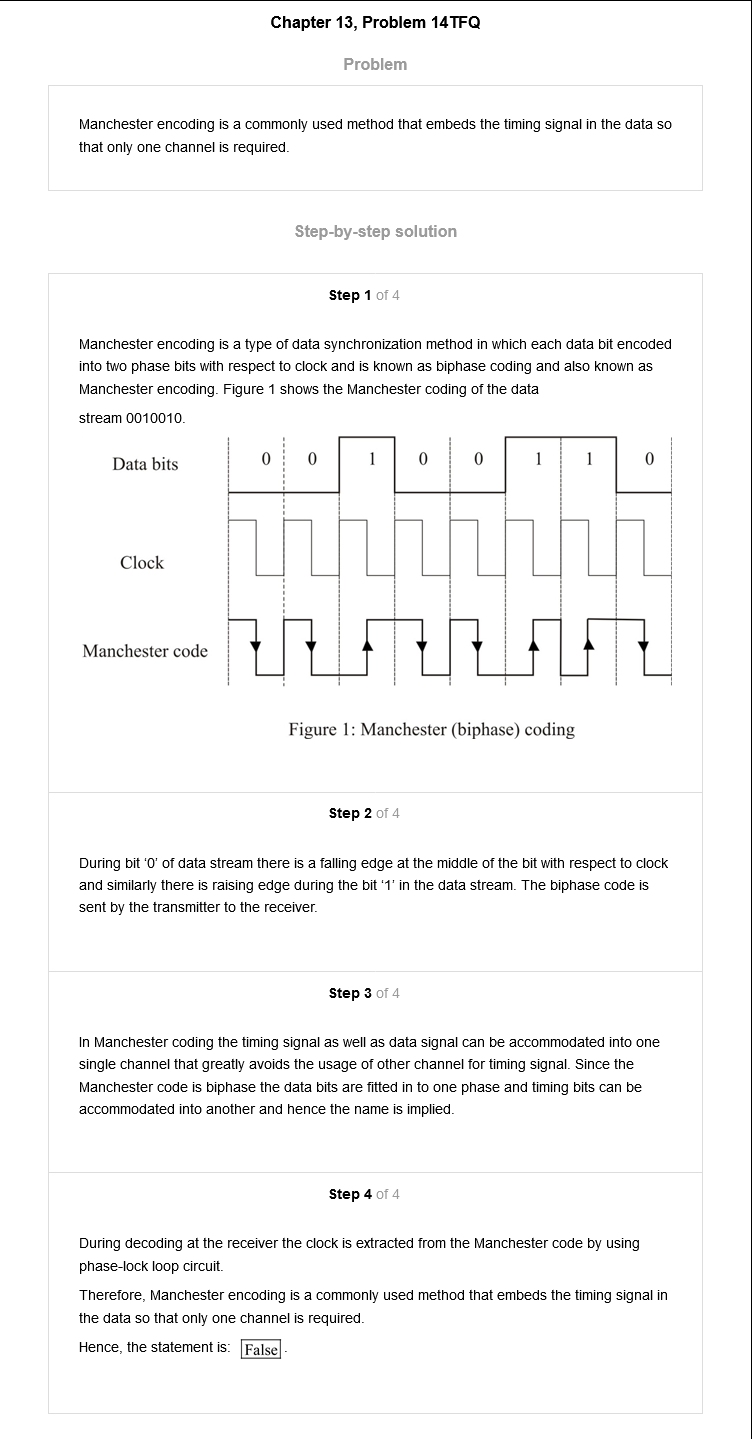 Chapter 13, Problem 14TFQ
Problem
Manchester encoding is a commonly used method that embeds the timing signal in the data so
that only one channel is required.
Step-by-step solution
Step 1 of 4
Manchester encoding is a type of data synchronization method in which each data bit encoded
into two phase bits with respect to clock and is known as biphase coding and also known as
Manchester encoding. Figure 1 shows the Manchester coding of the data
stream 0010010.
Data bits 0 0 1 0 0 1 1 0
Clock
Manchester code
Figure 1: Manchester (biphase) coding
Step 2 of 4
During bit ‘0’ of data stream there is a falling edge at the middle of the bit with respect to clock
and similarly there is raising edge during the bit ‘1’ in the data stream. The biphase code is
sent by the transmitter to the receiver.
Step 3 of 4
In Manchester coding the timing signal as well as data signal can be accommodated into one
single channel that greatly avoids the usage of other channel for timing signal. Since the
Manchester code is biphase the data bits are fitted in to one phase and timing bits can be
accommodated into another and hence the name is implied.
Step 4 of 4
During decoding at the receiver the clock is extracted from the Manchester code by using
phase-lock loop circuit.
Therefore, Manchester encoding is a commonly used method that embeds the timing signal in
the data so that only one channel is required.
Hence, the statement is: False.